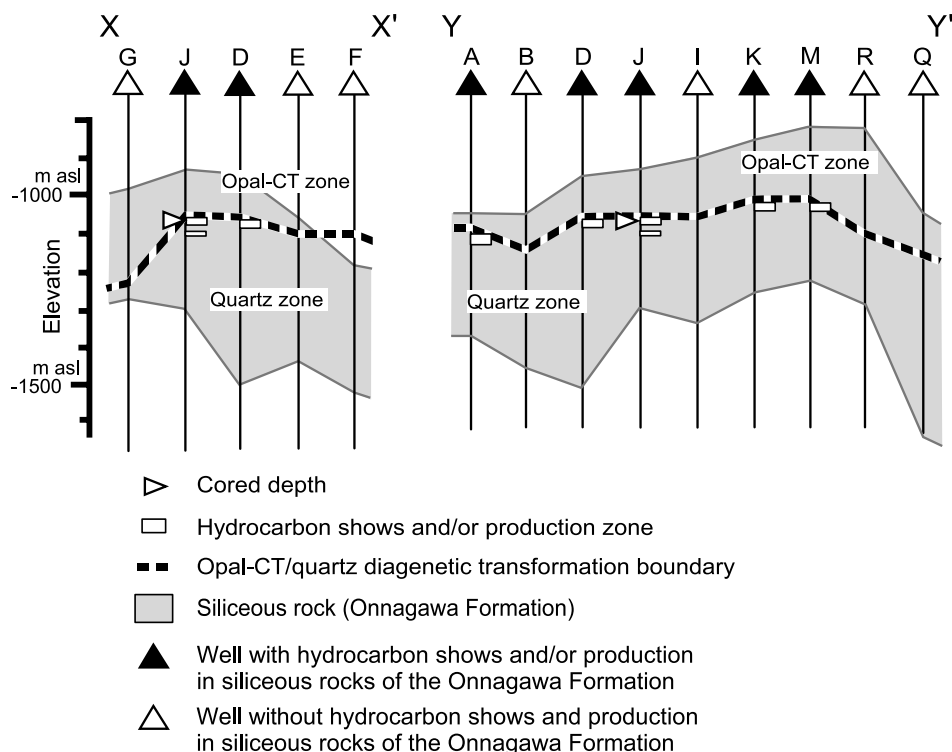 X X' Y Y'
G J D E F A B D J I K M R Q
m asl
-1000
Opal-CT zone
Opal-CT zone
Elevation
Quartz zone
Quartz zone
m asl
-1500
Cored depth
Hydrocarbon shows and/or production zone
Opal-CT/quartz diagenetic transformation boundary
Siliceous rock (Onnagawa Formation)
Well with hydrocarbon shows and/or production
in siliceous rocks of the Onnagawa Formation
Well without hydrocarbon shows and production
in siliceous rocks of the Onnagawa Formation